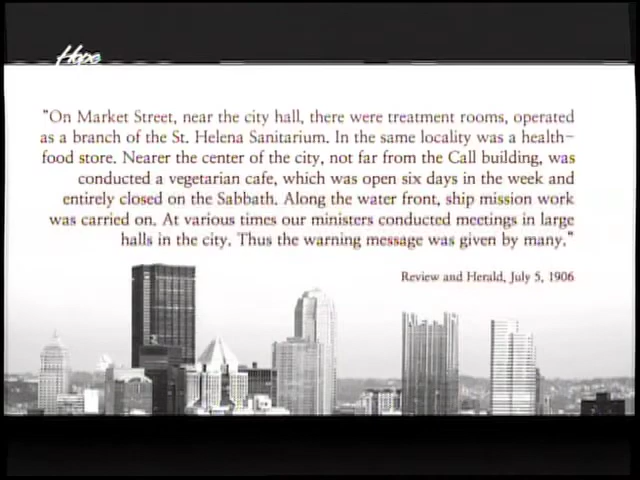 Hope
"On Market Street, near the city hall, there were treatment rooms, operated
as a branch of the St. Helena Sanitarium. In the same locality was a health-
food store. Nearer the center of the city, not far from the Call building, was
conducted a vegetarian cafe, which was open six days in the week and
entirely closed on the Sabbath. Along the water front, ship mission work
was carried on. At various times our ministers conducted meetings in large
halls in the city. Thus the warning message was given by many."
Review and Herald, July 5, 1906